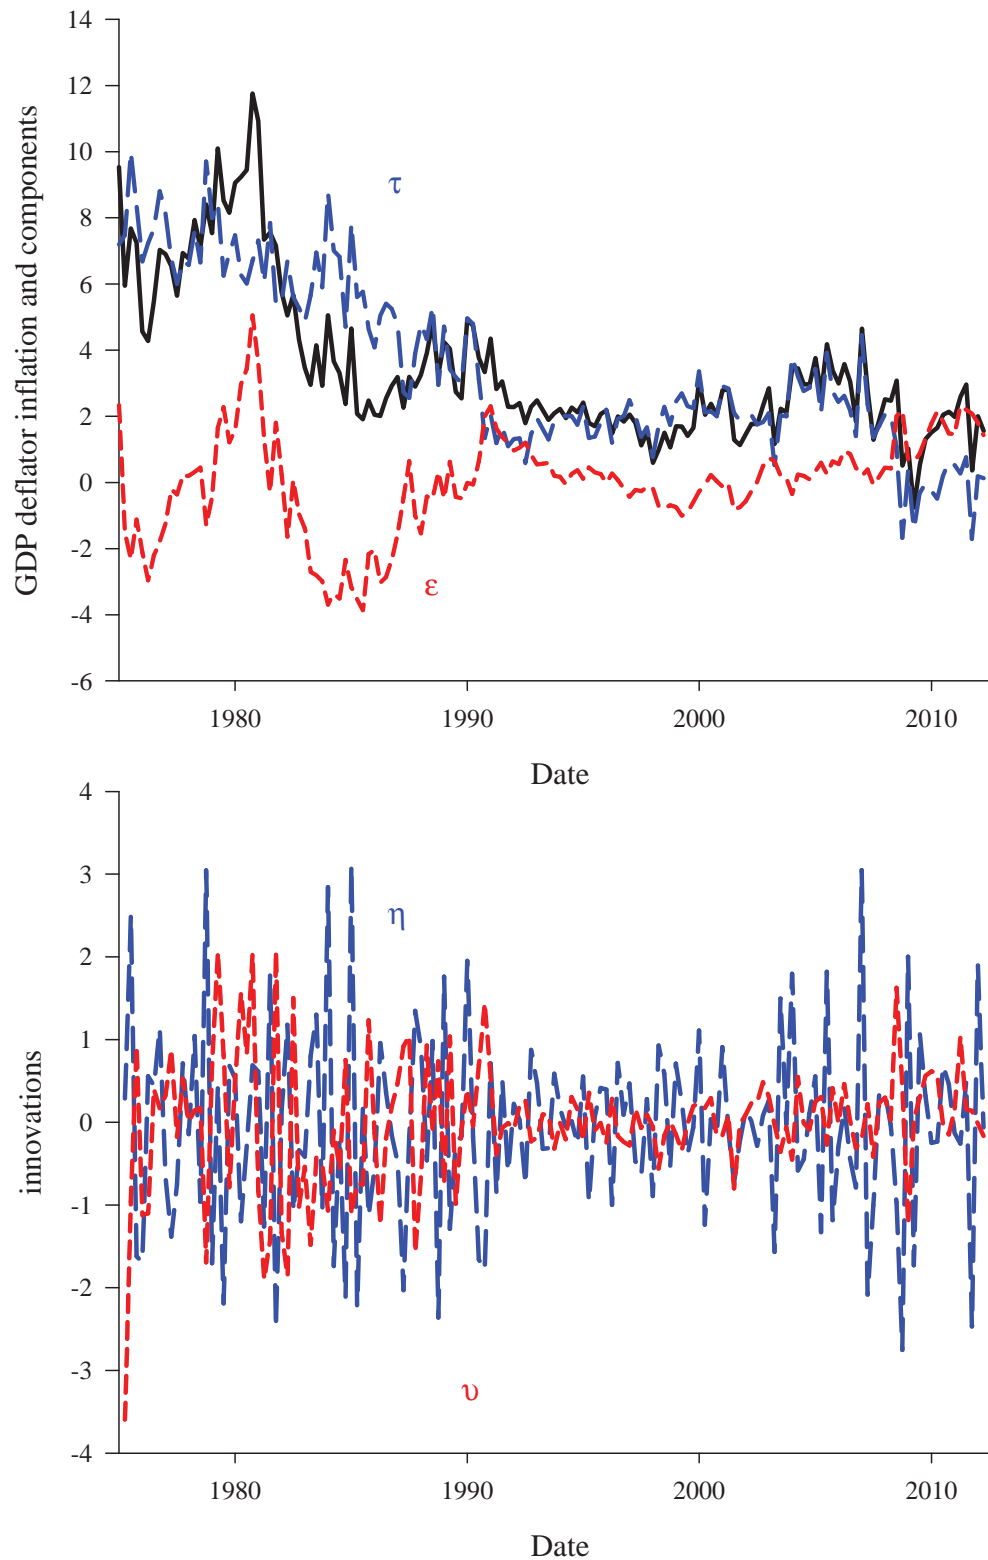 14
12
10
8
6
4
2
0
-2
-4
-6
GDP deflator inflation and components
τ
ε
1980 1990 2000 2010
Date
4
3
2
1
0
-1
-2
-3
-4
innovations
η
υ
1980 1990 2000 2010
Date